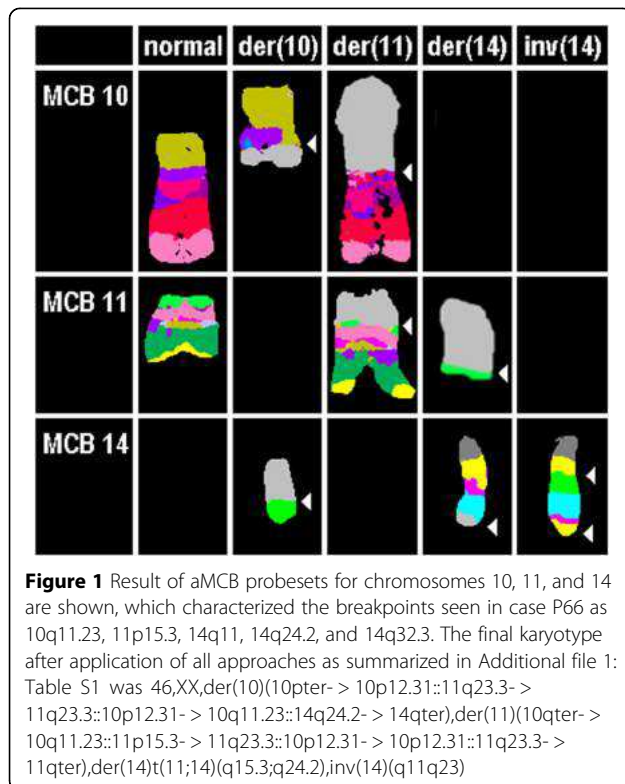 normal der(10) der(11) der(14) inv(14)
MCB 10
MCB 11
MCB 14
Figure 1 Result of aMCB probesets for chromosomes 10, 11, and 14
are shown, which characterized the breakpoints seen in case P66 as
10q11.23, 11p15.3, 14q11, 14q24.2, and 14q32.3. The final karyotype
after application of all approaches as summarized in Additional file 1:
Table S1 was 46,XX,der(10)(10pter- > 10p12.31::11q23.3- >
11q23.3::10p12.31- > 10q11.23::14q24.2- > 14qter),der(11)(10qter- >
10q11.23::11p15.3- > 11q23.3::10p12.31- > 10p12.31::11q23.3- >
11qter),der(14)t(11;14)(q15.3;q24.2),inv(14)(q11q23)